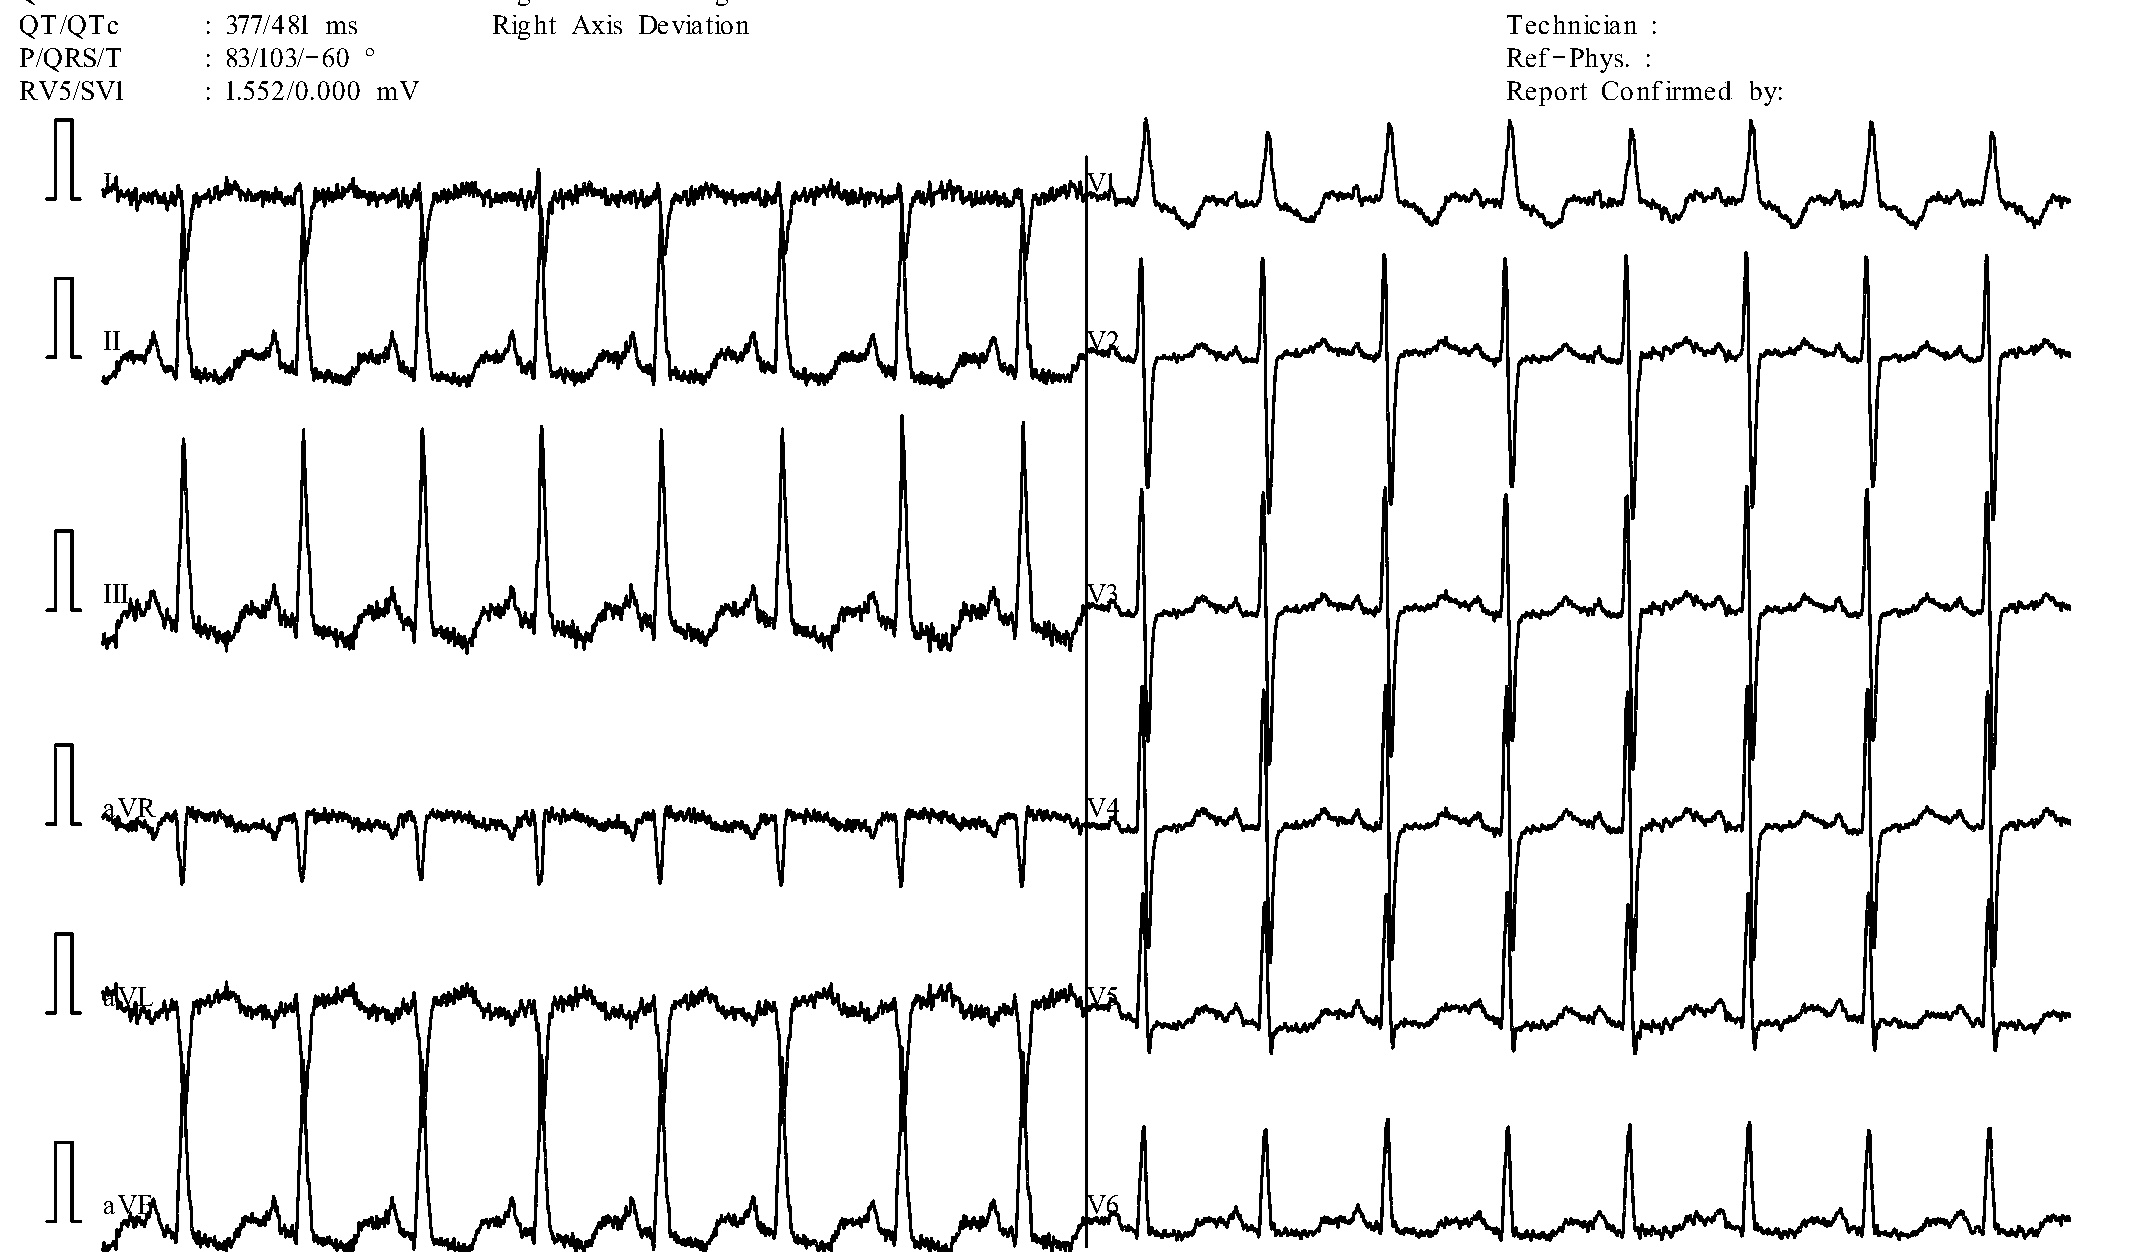 QT/QTc : 377/481 ms Right Axis Deviation Technician :
P/QRS/T : 83/103/-60 ° Ref-Phys. :
RV5/SV1 : 1.552/0.000 mV Report Confirmed by:
I V1
II V2
III V3
aVR V4
aVL V5
aVF V6